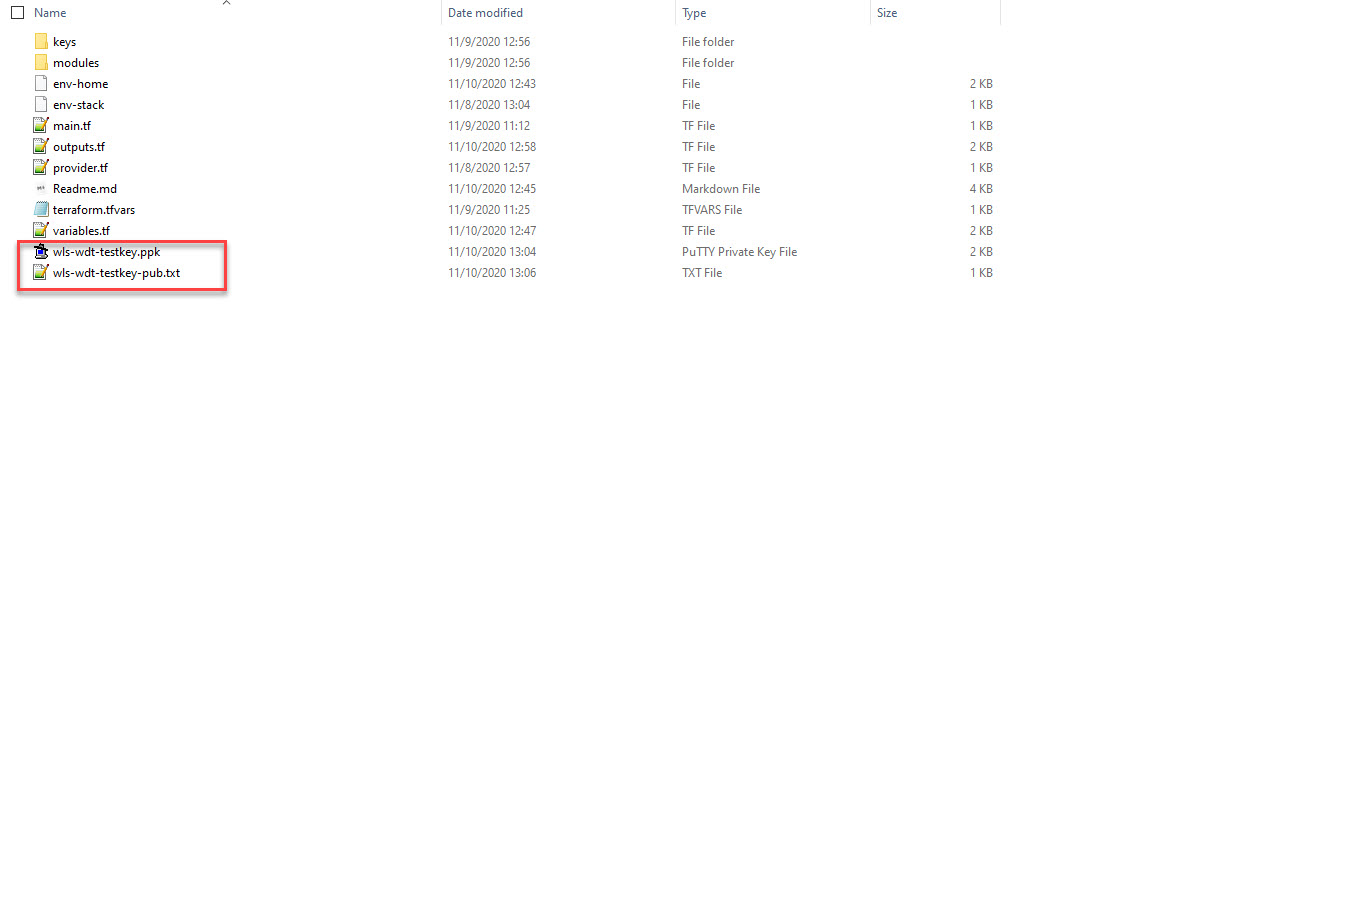 Name Date modified Type Size
keys 11/9/2020 12:56 File folder
modules 11/9/2020 12:56 File folder
env-home 11/10/2020 12:43 File 2 KB
env-stack 11/8/2020 13:04 File 1 KB
main.tf 11/9/2020 11:12 TF File 1 KB
outputs.tf 11/10/2020 12:58 TF File 2 KB
provider.tf 11/8/2020 12:57 TF File 1 KB
Readme.md 11/10/2020 12:45 Markdown File 4 KB
terraform.tfvars 11/9/2020 11:25 TFVARS File 1 KB
variables.tf 11/10/2020 12:47 TF File 2 KB
wls-wdt-testkey.ppk 11/10/2020 13:04 PuTTY Private Key File 2 KB
wls-wdt-testkey-pub.txt 11/10/2020 13:06 TXT File 1 KB